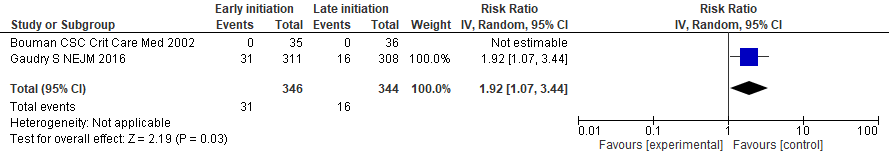 Early initiation Late initiation Risk Ratio Risk Ratio
Study or Subgroup Events Total Events Total Weight IV, Random, 95% CI IV, Random, 95% CI
Bouman CSC Crit Care Med 2002 0 35 0 36 Not estimable
Gaudry S NEJM 2016 31 311 16 308 100.0% 1.92 [1.07, 3.44]
Total (95% CI) 346 344 100.0% 1.92 [1.07, 3.44]
Total events 31 16
Heterogeneity: Not applicable
Test for overall effect: Z = 2.19 (P = 0.03)
0.01 0.1 1 10 100
Favours [experimental] Favours [control]